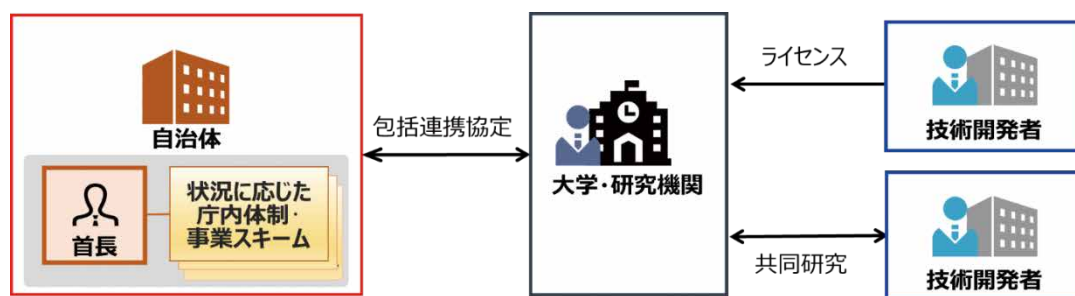 自治体
首長
状況に応じた
庁内体制・
事業スキーム
包括連携協定
大学・研究機関
ライセンス
技術開発者
共同研究
技術開発者